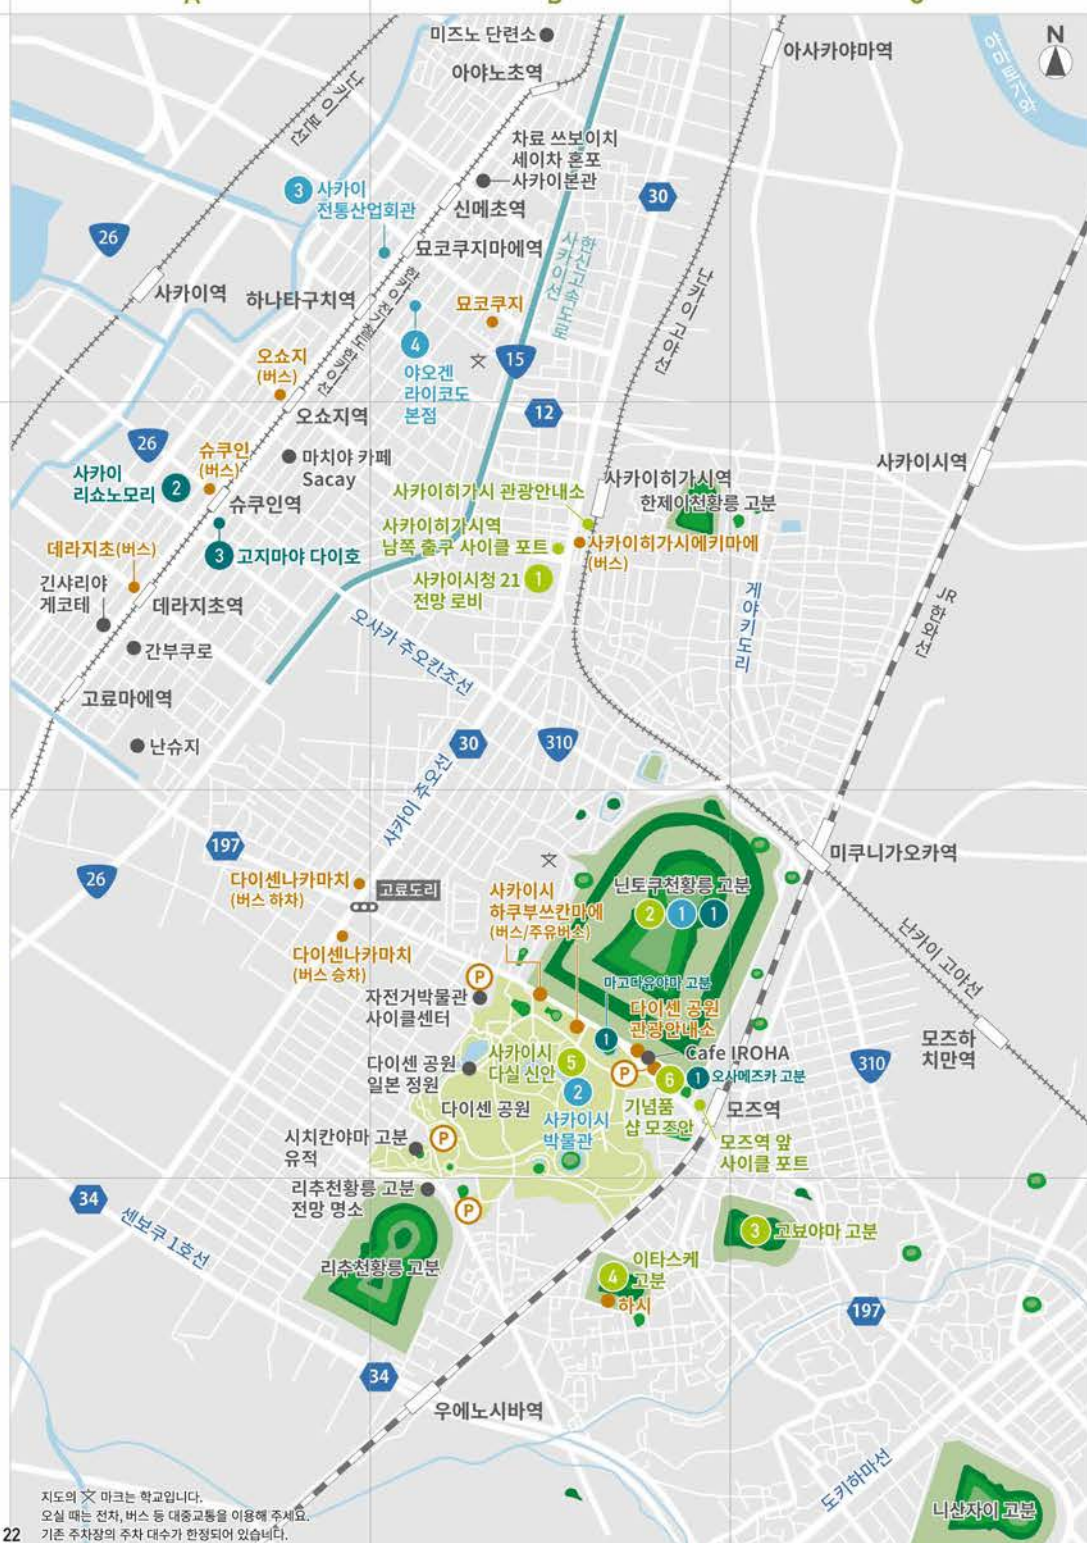 A
B
C
미즈노 단련소
아야노초역
아사카야마역
N
야마토가와
난카이 본선
차료 쓰보이치
세이차 혼포
사카이본관
30
3
사카이
전통산업회관
신메초역
26
묘코쿠지마에역
한신고속도로
사카이선
사카이역
하나타구치역
묘코쿠지
한카이 전기궤도 한카이선
난카이 고야선
4
야오겐
라이코도
본점
15
오쇼지
(버스)
12
오쇼지역
26
사카이
리쇼노모리
2
슈쿠인
(버스)
마치야 카페
Sacay
사카이시역
슈쿠인역
사카이히가시역
사카이히가시 관광안내소
한제이천황릉 고분
사카이히가시역
남쪽 출구 사이클 포트
사카이히가시에키마에
(버스)
데라지초(버스)
3
고지마야 다이호
사카이시청 21
전망 로비
1
긴샤리야
게코테
데라지초역
게야키도리
JR 한와선
오사카 주오칸조선
간부쿠로
고료마에역
난슈지
30
310
사카이 주오선
197
26
미쿠니가오카역
다이센나카마치
(버스 하차)
고료도리
사카이시
하쿠부쓰칸마에
(버스/주유버스)
닌토쿠천황릉 고분
2
1
1
난카이 고야선
다이센나카마치
(버스 승차)
P
자전거박물관
사이클센터
마고다유야마 고분
다이센 공원
관광안내소
1
모즈하
치만역
310
다이센 공원
일본 정원
사카이시
다실 신안
5
Cafe IROHA
P
6
1
오사메즈카 고분
2
사카이시
박물관
다이센 공원
기념품
샵 모즈안
모즈역
시치칸야마 고분
유적
P
모즈역 앞
사이클 포트
34
리추천황릉 고분
전망 명소
P
센보쿠 1호선
3
고뵤야마 고분
리추천황릉 고분
이타스케
고분
4
하시
197
34
우에노시바역
도키하마선
니산자이 고분
지도의 文 마크는 학교입니다.
오실 때는 전차, 버스 등 대중교통을 이용해 주세요.
기존 주차장의 주차 대수가 한정되어 있습니다.
22